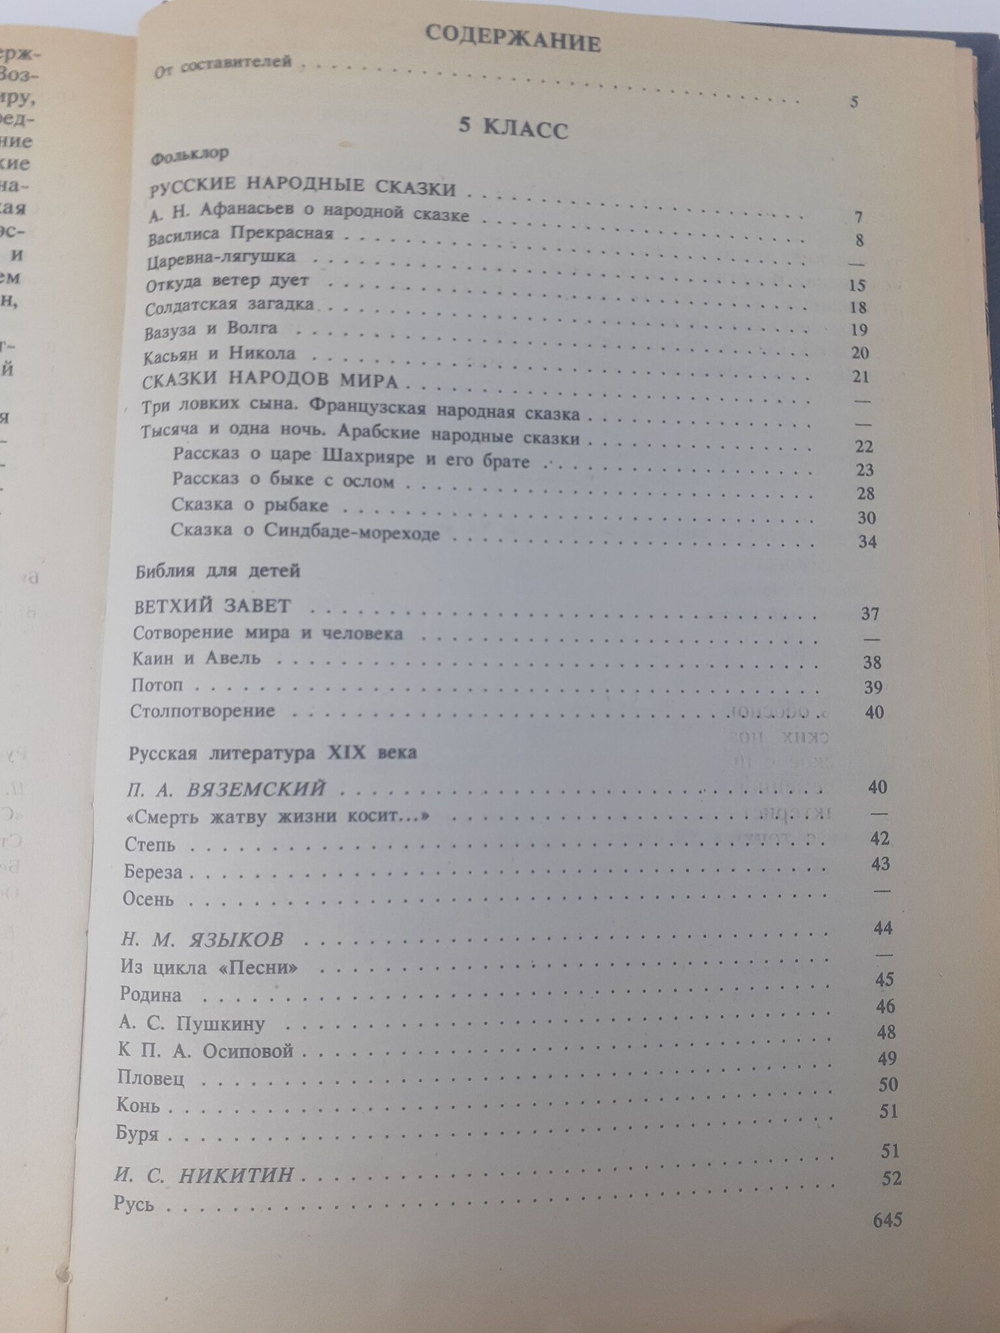 СОДЕРЖАНИЕ
От составителей . . . 5
5 КЛАСС
Фольклор
РУССКИЕ НАРОДНЫЕ СКАЗКИ . . . 7
А. Н. Афанасьев о народной сказке . . . 8
Василиса Прекрасная . . . —
Царевна-лягушка . . . 15
Откуда ветер дует . . . 18
Солдатская загадка . . . 19
Вазуза и Волга . . . 20
Касьян и Никола . . . 21
СКАЗКИ НАРОДОВ МИРА . . . —
Три ловких сына. Французская народная сказка . . . —
Тысяча и одна ночь. Арабские народные сказки . . . 22
Рассказ о царе Шахрияре и его брате . . . 23
Рассказ о быке с ослом . . . 28
Сказка о рыбаке . . . 30
Сказка о Синдбаде-мореходе . . . 34
Библия для детей
ВЕТХИЙ ЗАВЕТ . . . 37
Сотворение мира и человека . . . —
Каин и Авель . . . 38
Потоп . . . 39
Столпотворение . . . 40
Русская литература XIX века
П. А. ВЯЗЕМСКИЙ . . . 40
«Смерть жатву жизни косит...» . . . —
Степь . . . 42
Береза . . . 43
Осень . . . —
Н. М. ЯЗЫКОВ . . . 44
Из цикла «Песни» . . . —
Родина . . . 45
А. С. Пушкину . . . 46
К П. А. Осиповой . . . 48
Пловец . . . 49
Конь . . . 50
Буря . . . 51
И. С. НИКИТИН . . . 51
Русь . . . 52
645